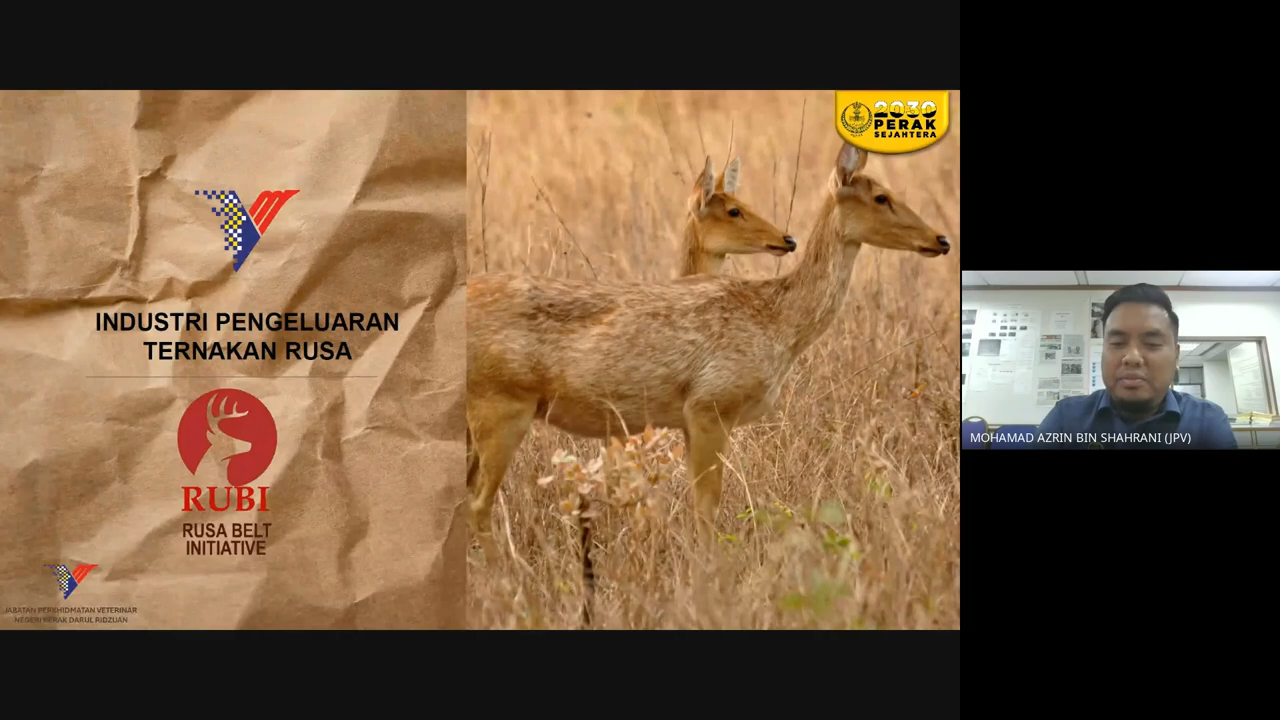 2030
PERAK
SEJAHTERA
INDUSTRI PENGELUARAN
TERNAKAN RUSA
RUBI
RUSA BELT
INITIATIVE
JABATAN PERKHIDMATAN VETERINAR
NEGERI PERAK DARUL RIDZUAN
MOHAMAD AZRIN BIN SHAHRANI (JPV)